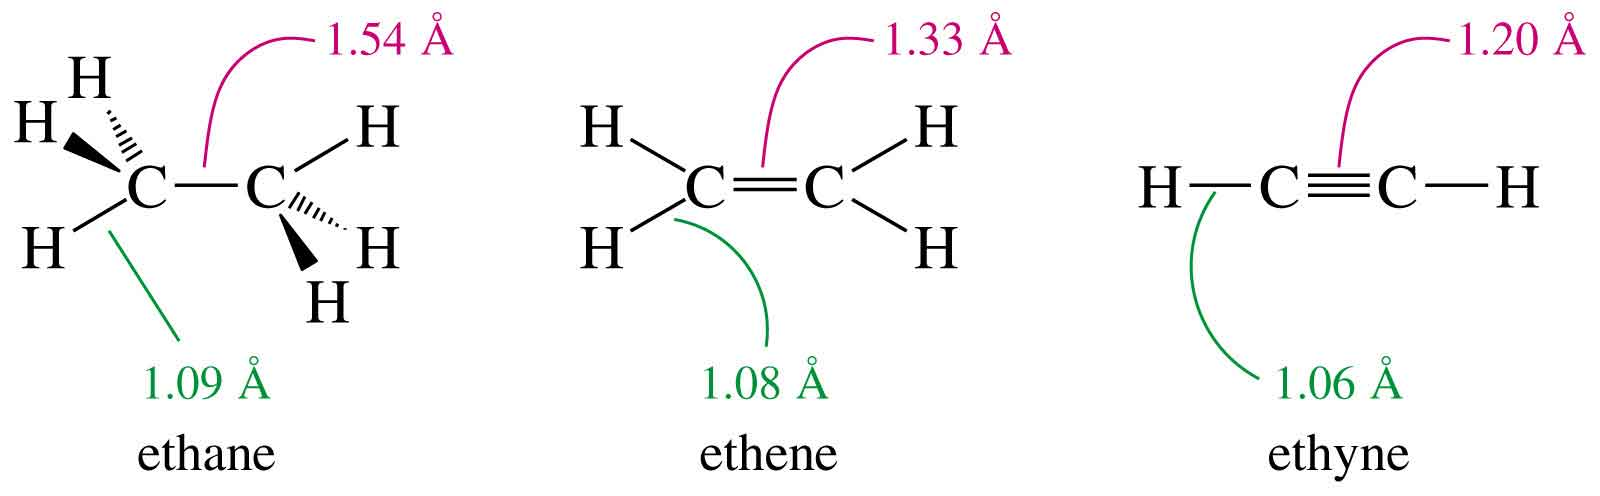 1.54 Å 1.33 Å 1.20 Å
H
H H H H
C C C C H C C H
H H H H
H
1.09 Å 1.08 Å 1.06 Å
ethane ethene ethyne